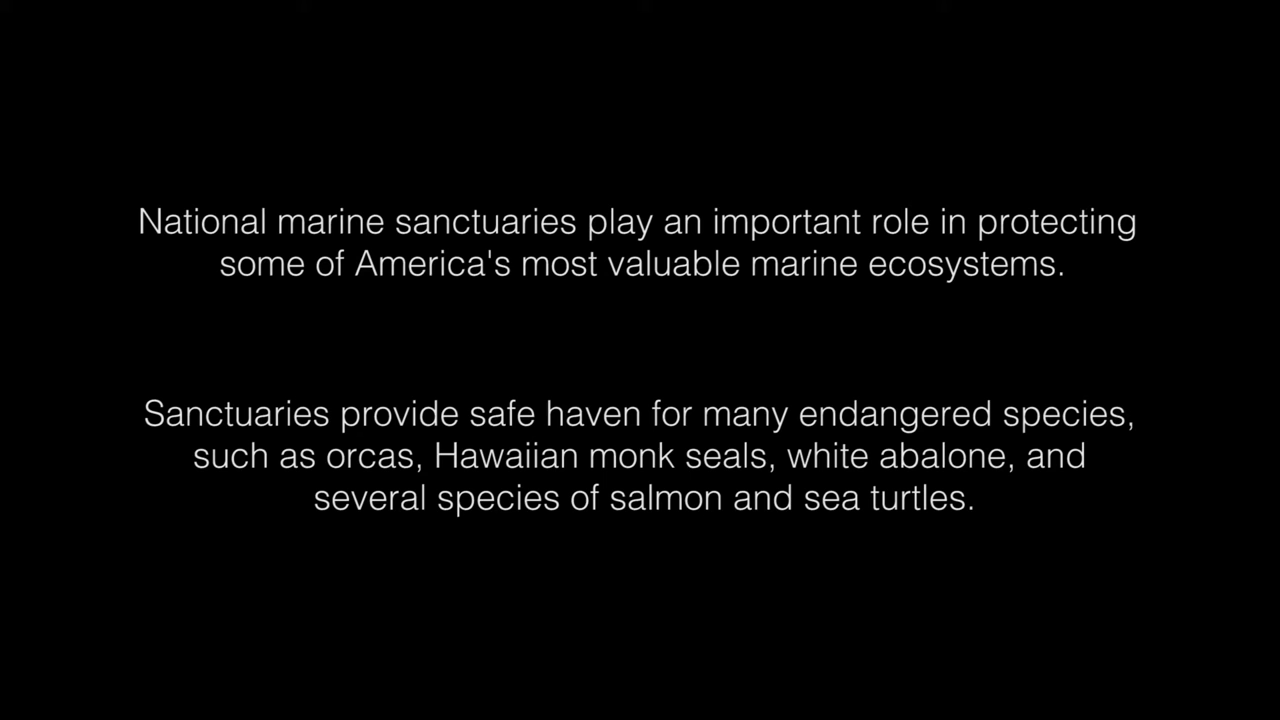 National marine sanctuaries play an important role in protecting
some of America's most valuable marine ecosystems.
Sanctuaries provide safe haven for many endangered species,
such as orcas, Hawaiian monk seals, white abalone, and
several species of salmon and sea turtles.